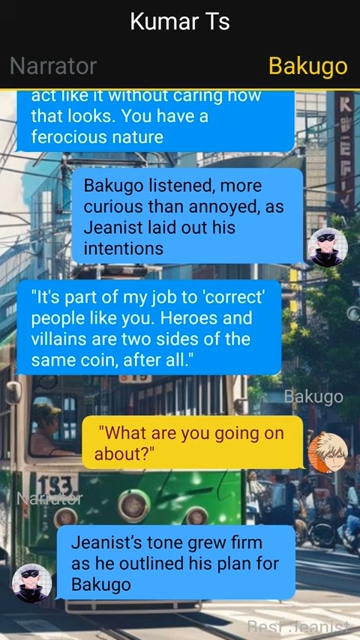 Kumar Ts
Narrator
Bakugo
act like it without caring how
that looks. You have a
ferocious nature
Bakugo listened, more
curious than annoyed, as
Jeanist laid out his
intentions
"It's part of my job to 'correct'
people like you. Heroes and
villains are two sides of the
same coin, after all."
Bakugo
"What are you going on
about?"
193
Narrator
Jeanist's tone grew firm
as he outlined his plan for
Bakugo
Best Jeanist